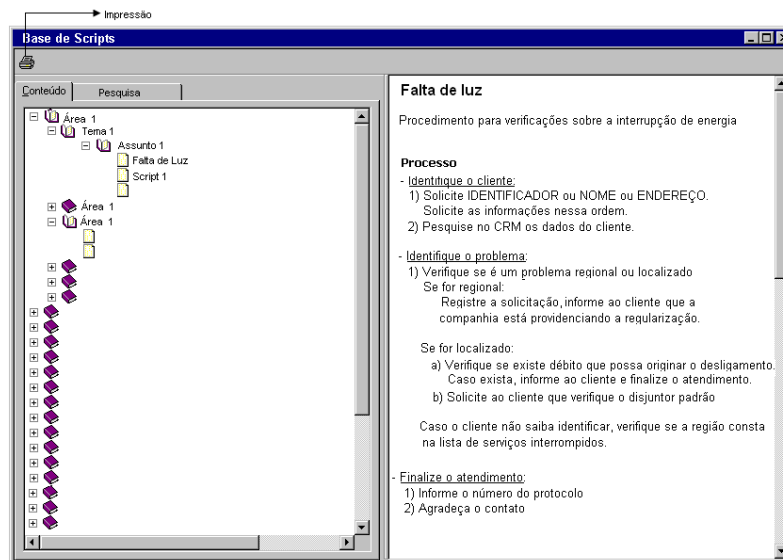 Impressão
Base de Scripts
Conteúdo
Pesquisa
Área 1
Tema 1
Assunto 1
Falta de Luz
Script 1
Área 1
Área 1
Falta de luz
Procedimento para verificações sobre a interrupção de energia
Processo
- Identifique o cliente:
1) Solicite IDENTIFICADOR ou NOME ou ENDEREÇO.
Solicite as informações nessa ordem.
2) Pesquise no CRM os dados do cliente.
- Identifique o problema:
1) Verifique se é um problema regional ou localizado
Se for regional:
Registre a solicitação, informe ao cliente que a
companhia está providenciando a regularização.
Se for localizado:
a) Verifique se existe débito que possa originar o desligamento.
Caso exista, informe ao cliente e finalize o atendimento.
b) Solicite ao cliente que verifique o disjuntor padrão
Caso o cliente não saiba identificar, verifique se a região consta
na lista de serviços interrompidos.
- Finalize o atendimento:
1) Informe o número do protocolo
2) Agradeça o contato